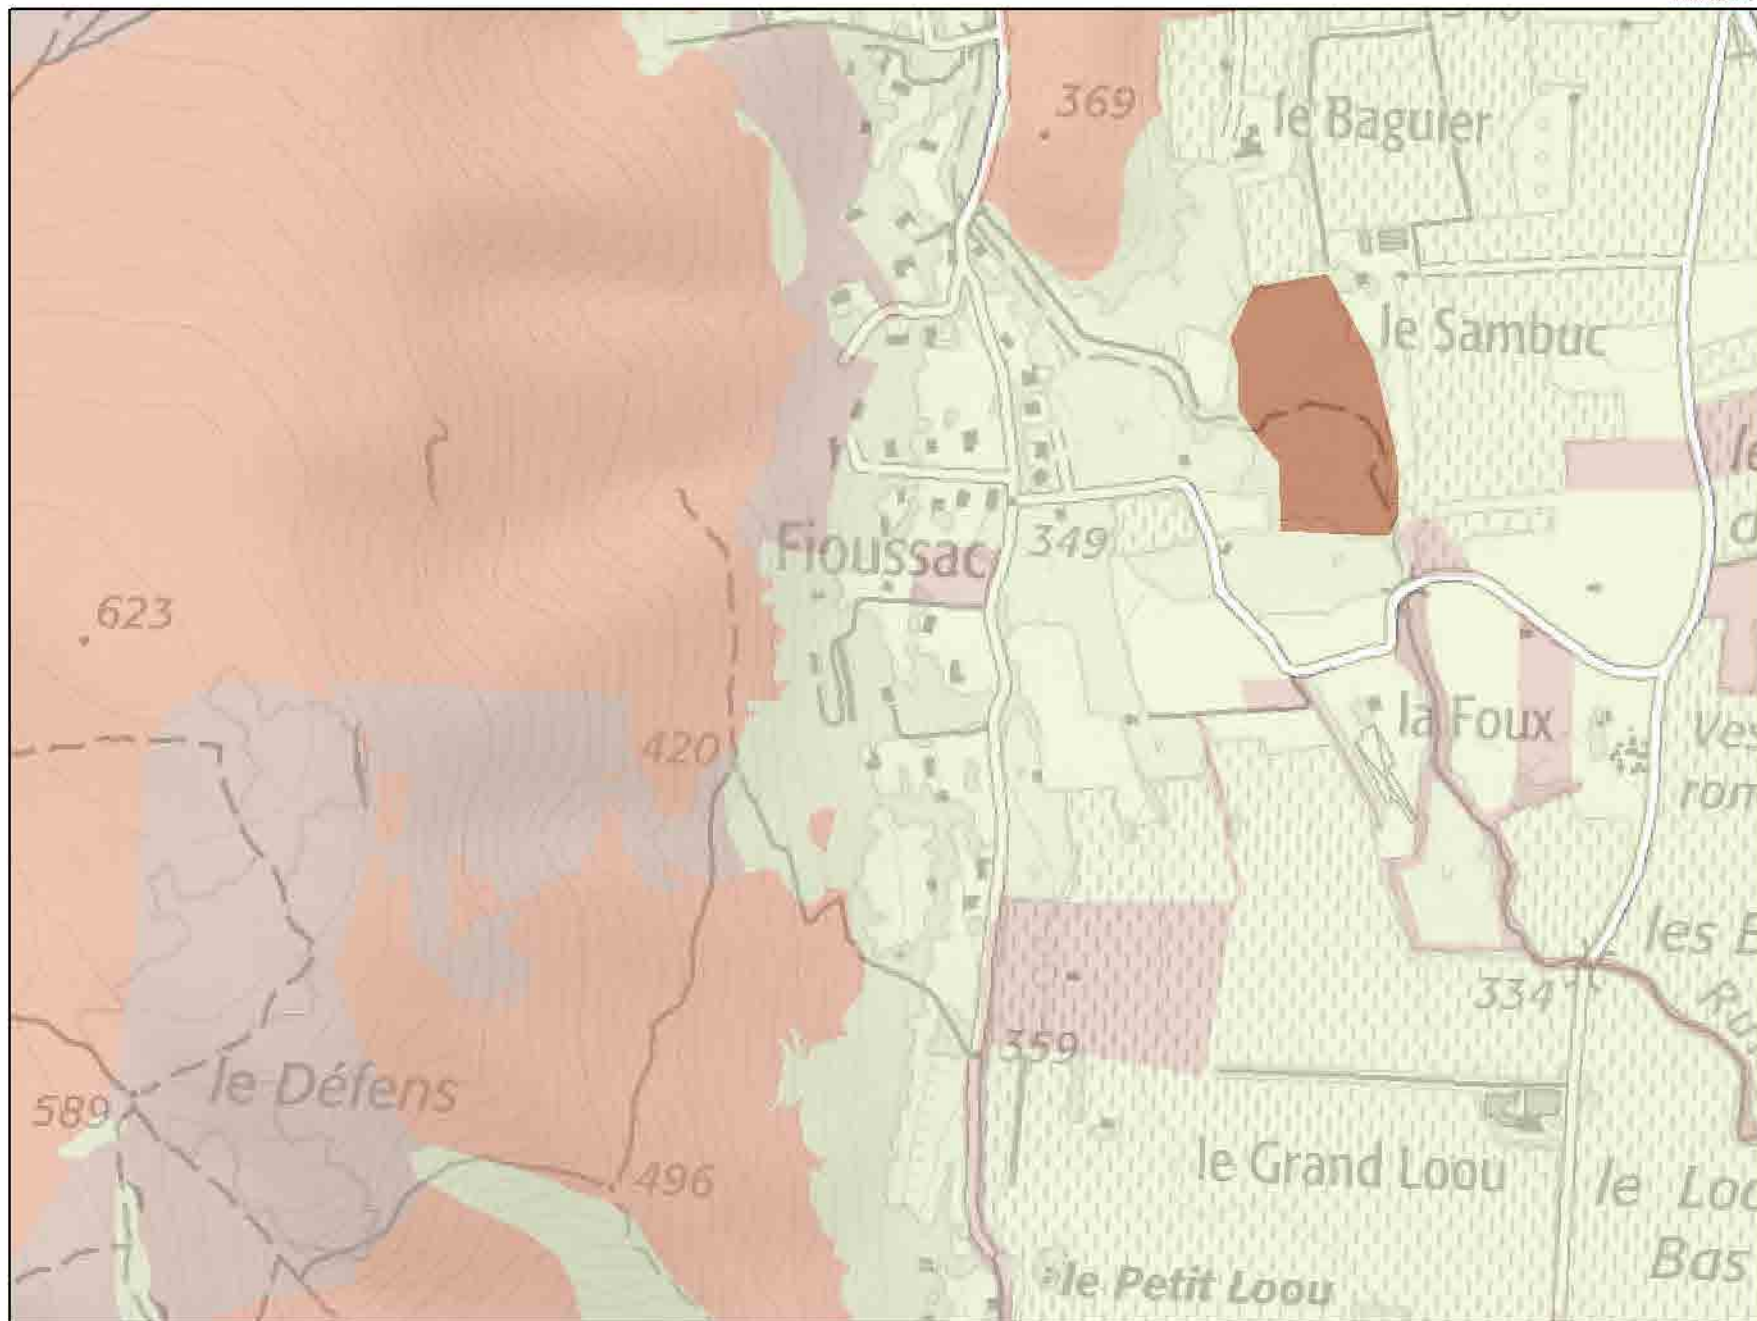 369
le Baguier
le Sambuc
Fioussac
349
623
420
la Foux
334
359
le Défens
589
496
le Grand Loou
le Petit Loou
Bas